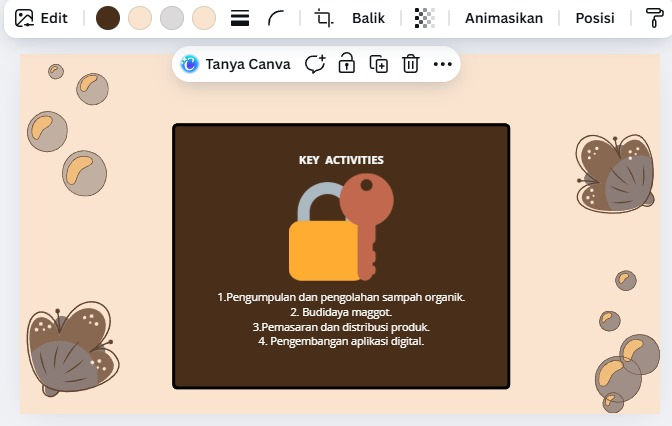 Edit
Balik
Animasikan
Posisi
Tanya Canva
KEY ACTIVITIES
1.Pengumpulan dan pengolahan sampah organik.
2. Budidaya maggot.
3.Pemasaran dan distribusi produk.
4. Pengembangan aplikasi digital.